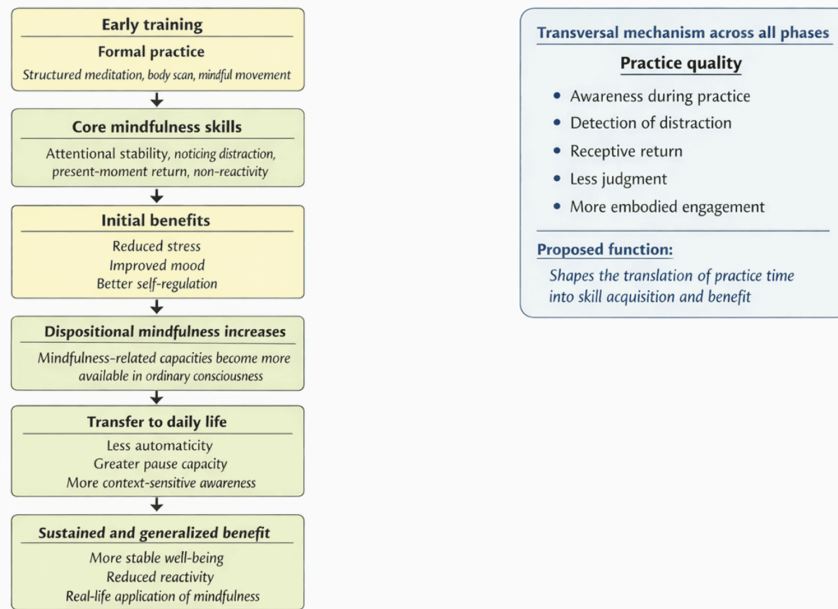 Early training
Formal practice
Structured meditation, body scan, mindful movement
Core mindfulness skills
Attentional stability, noticing distraction,
present-moment return, non-reactivity
Initial benefits
Reduced stress
Improved mood
Better self-regulation
Dispositional mindfulness increases
Mindfulness-related capacities become more
available in ordinary consciousness
Transfer to daily life
Less automaticity
Greater pause capacity
More context-sensitive awareness
Sustained and generalized benefit
More stable well-being
Reduced reactivity
Real-life application of mindfulness
Transversal mechanism across all phases
Practice quality
• Awareness during practice
• Detection of distraction
• Receptive return
• Less judgment
• More embodied engagement
Proposed function:
Shapes the translation of practice time
into skill acquisition and benefit